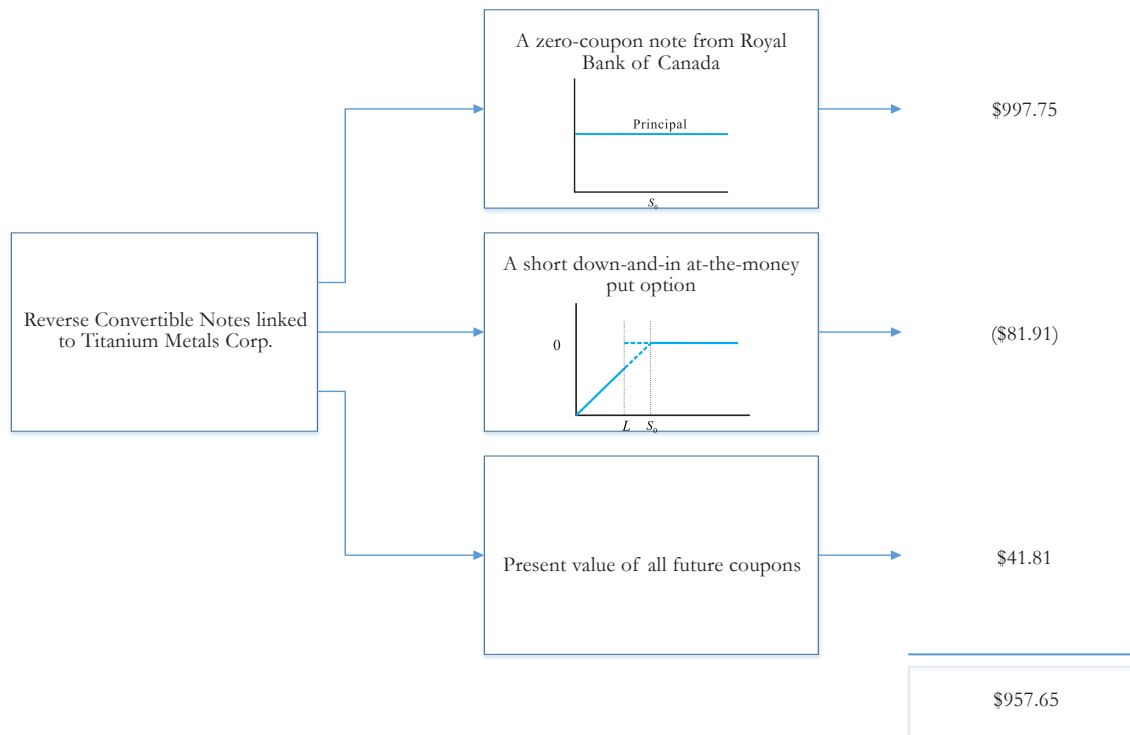 A zero-coupon note from Royal
Bank of Canada
Principal
S₀
$997.75
Reverse Convertible Notes linked
to Titanium Metals Corp.
A short down-and-in at-the-money
put option
0
L S₀
($81.91)
Present value of all future coupons
$41.81
$957.65